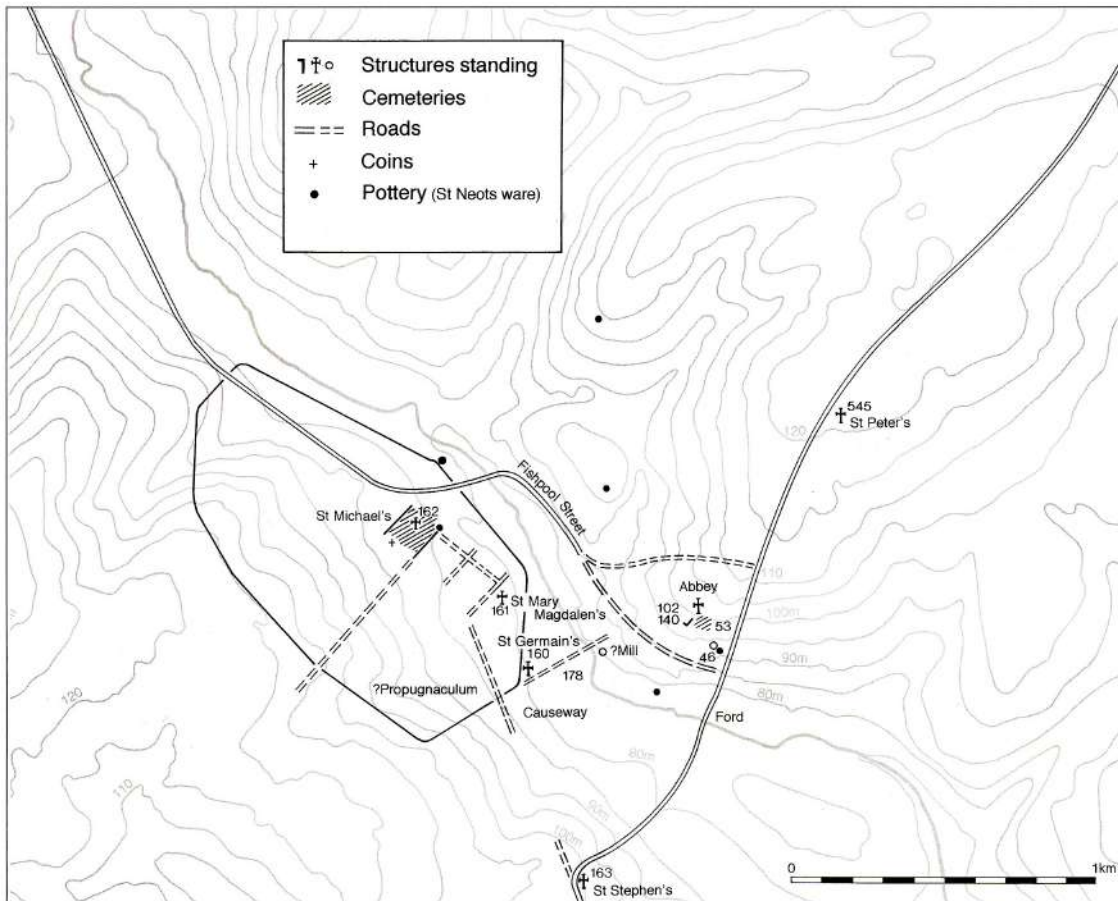 Structures standing
Cemeteries
Roads
Coins
Pottery (St Neots ware)
545
St Peter's
120
Fishpool Street
162
St Michael's
110
Abbey
100m
102
140
53
161
St Mary
Magdalen's
St Germain's
160
?Mill
46
90m
178
80m
?Propugnaculum
120
Causeway
Ford
80m
110
90m
100m
163
St Stephen's
0
1km